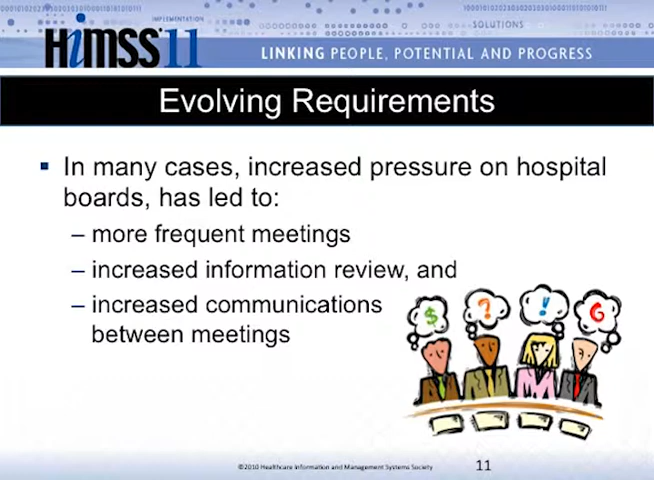 IMPLEMENTATION
SOLUTIONS
HiMSS 11
LINKING PEOPLE, POTENTIAL AND PROGRESS
Evolving Requirements
▪ In many cases, increased pressure on hospital
boards, has led to:
– more frequent meetings
– increased information review, and
– increased communications
between meetings
$ ? ! G
©2010 Healthcare Information and Management Systems Society
11